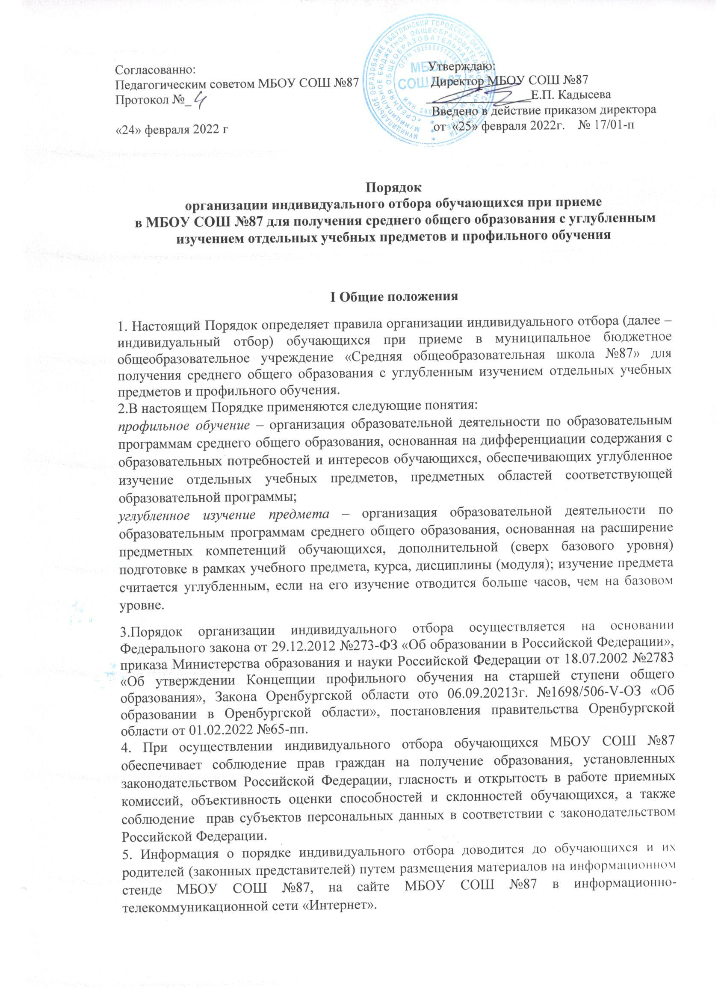 Согласованно:
Педагогическим советом МБОУ СОШ №87
Протокол №_4
«24» февраля 2022 г
Утверждаю:
Директор МБОУ СОШ №87
Е.П. Кадысева
Введено в действие приказом директора
от «25» февраля 2022г. № 17/01-п
МУНИЦИПАЛЬНОЕ ОБРАЗОВАНИЕ АБДУЛИНСКИЙ ГОРОДСКОЙ ОКРУГ ОРЕНБУРГСКОЙ ОБЛАСТИ
МУНИЦИПАЛЬНОЕ БЮДЖЕТНОЕ ОБЩЕОБРАЗОВАТЕЛЬНОЕ УЧРЕЖДЕНИЕ
«СРЕДНЯЯ ОБЩЕОБРАЗОВАТЕЛЬНАЯ
ОГРН 1025600512288
ИНН
МБОУ
СОШ № 87
Порядок
организации индивидуального отбора обучающихся при приеме
в МБОУ СОШ №87 для получения среднего общего образования с углубленным
изучением отдельных учебных предметов и профильного обучения
I Общие положения
1. Настоящий Порядок определяет правила организации индивидуального отбора (далее –
индивидуальный отбор) обучающихся при приеме в муниципальное бюджетное
общеобразовательное учреждение «Средняя общеобразовательная школа №87» для
получения среднего общего образования с углубленным изучением отдельных учебных
предметов и профильного обучения.
2.В настоящем Порядке применяются следующие понятия:
профильное обучение – организация образовательной деятельности по образовательным
программам среднего общего образования, основанная на дифференциации содержания с
образовательных потребностей и интересов обучающихся, обеспечивающих углубленное
изучение отдельных учебных предметов, предметных областей соответствующей
образовательной программы;
углубленное изучение предмета – организация образовательной деятельности по
образовательным программам среднего общего образования, основанная на расширение
предметных компетенций обучающихся, дополнительной (сверх базового уровня)
подготовке в рамках учебного предмета, курса, дисциплины (модуля); изучение предмета
считается углубленным, если на его изучение отводится больше часов, чем на базовом
уровне.
3.Порядок организации индивидуального отбора осуществляется на основании
Федерального закона от 29.12.2012 №273-ФЗ «Об образовании в Российской Федерации»,
приказа Министерства образования и науки Российской Федерации от 18.07.2002 №2783
«Об утверждении Концепции профильного обучения на старшей ступени общего
образования», Закона Оренбургской области ото 06.09.20213г. №1698/506-V-ОЗ «Об
образовании в Оренбургской области», постановления правительства Оренбургской
области от 01.02.2022 №65-пп.
4. При осуществлении индивидуального отбора обучающихся МБОУ СОШ №87
обеспечивает соблюдение прав граждан на получение образования, установленных
законодательством Российской Федерации, гласность и открытость в работе приемных
комиссий, объективность оценки способностей и склонностей обучающихся, а также
соблюдение прав субъектов персональных данных в соответствии с законодательством
Российской Федерации.
5. Информация о порядке индивидуального отбора доводится до обучающихся и их
родителей (законных представителей) путем размещения материалов на информационном
стенде МБОУ СОШ №87, на сайте МБОУ СОШ №87 в информационно-
телекоммуникационной сети «Интернет».